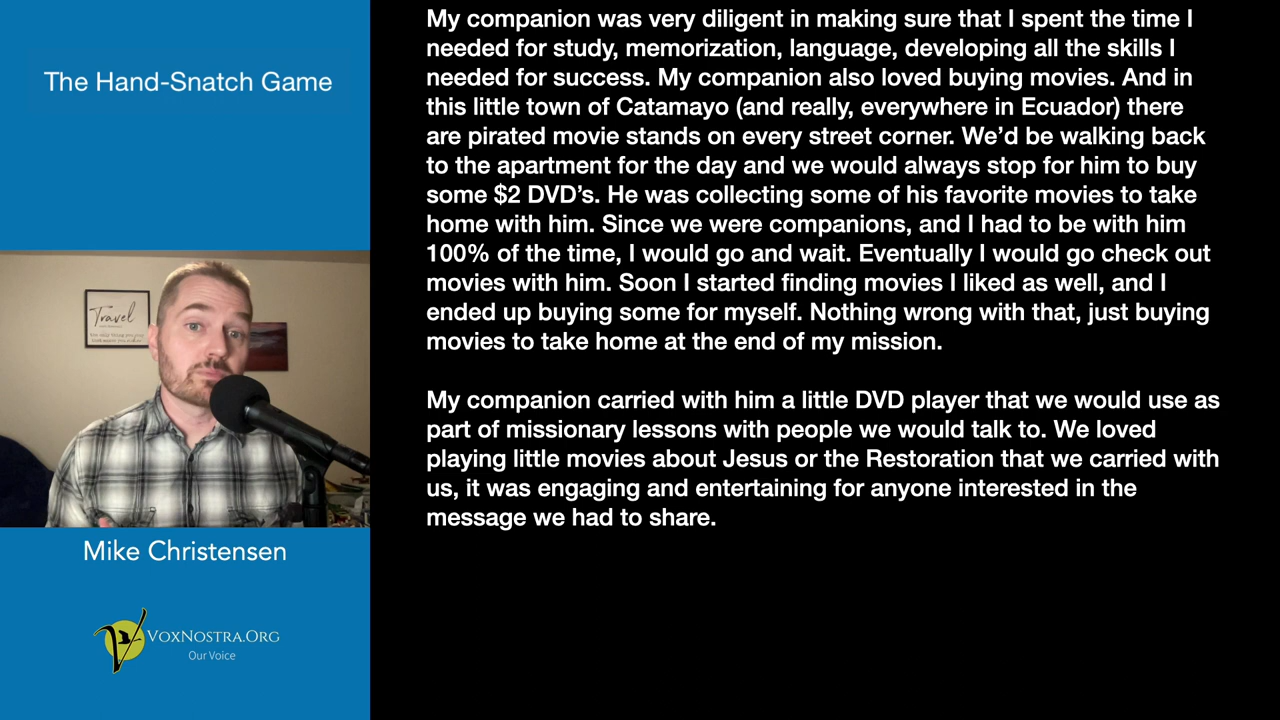 The Hand-Snatch Game
Travel
Mike Christensen
VOXNOSTRA.ORG
Our Voice
My companion was very diligent in making sure that I spent the time I
needed for study, memorization, language, developing all the skills I
needed for success. My companion also loved buying movies. And in
this little town of Catamayo (and really, everywhere in Ecuador) there
are pirated movie stands on every street corner. We’d be walking back
to the apartment for the day and we would always stop for him to buy
some $2 DVD’s. He was collecting some of his favorite movies to take
home with him. Since we were companions, and I had to be with him
100% of the time, I would go and wait. Eventually I would go check out
movies with him. Soon I started finding movies I liked as well, and I
ended up buying some for myself. Nothing wrong with that, just buying
movies to take home at the end of my mission.
My companion carried with him a little DVD player that we would use as
part of missionary lessons with people we would talk to. We loved
playing little movies about Jesus or the Restoration that we carried with
us, it was engaging and entertaining for anyone interested in the
message we had to share.